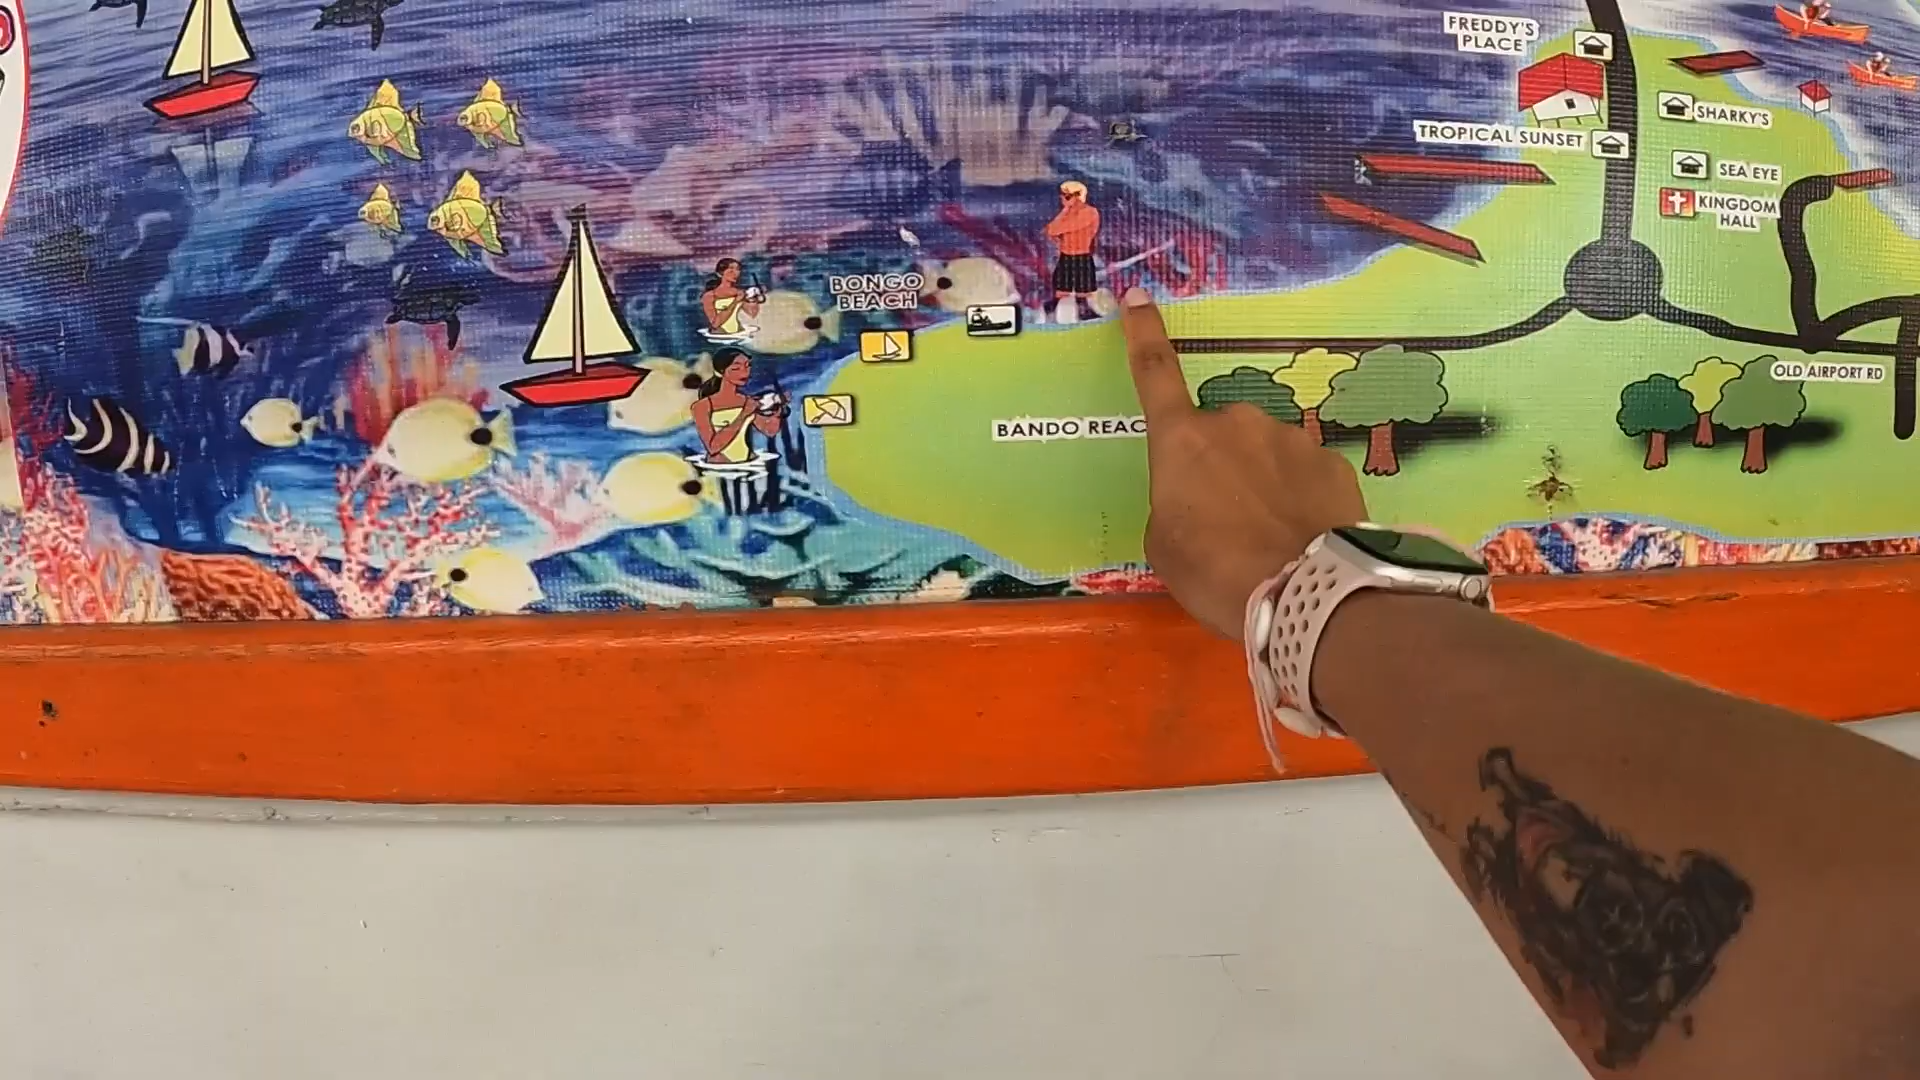 FREDDY'S
PLACE
SHARKY'S
TROPICAL SUNSET
SEA EYE
KINGDOM
HALL
BONGO
BEACH
OLD AIRPORT RD
BANDO REAC